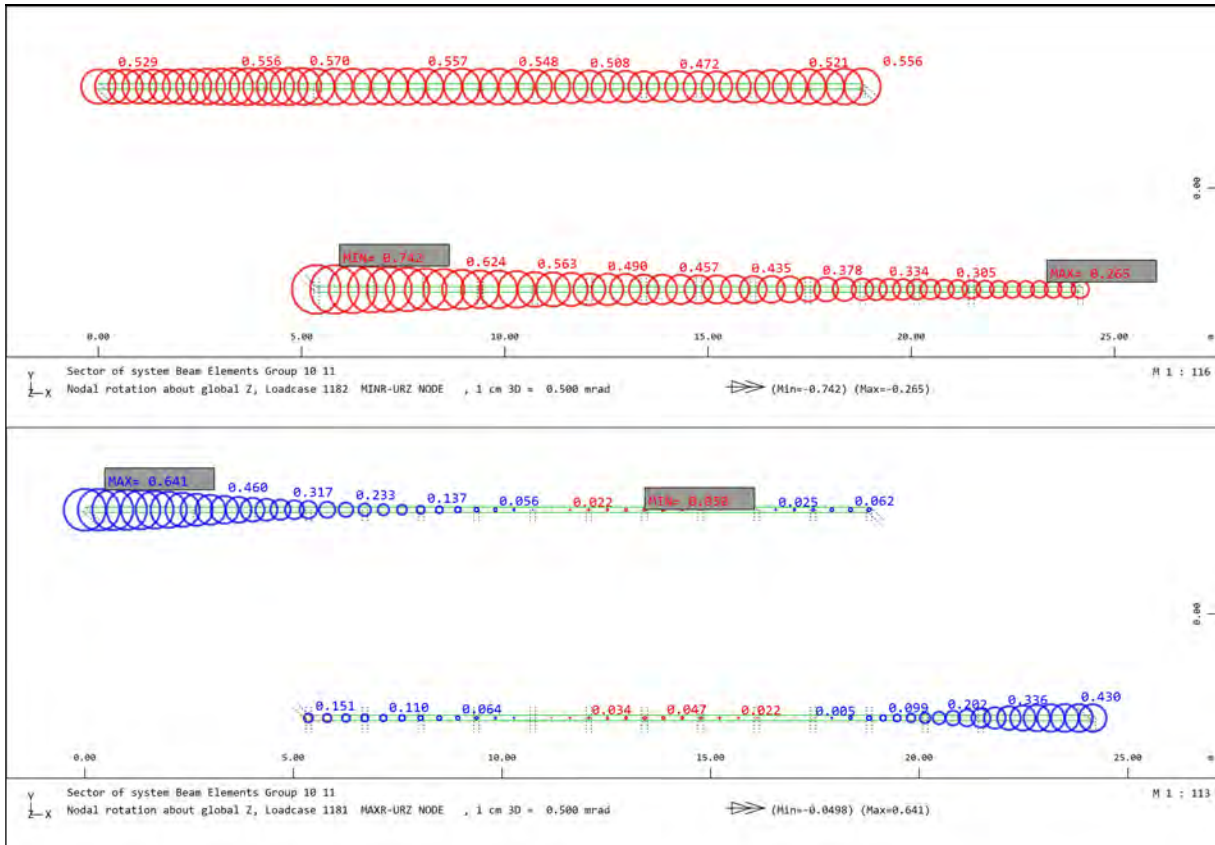 0.529 0.556 0.570 0.557 0.548 0.508 0.472 0.521 0.556
0.00
MIN= 0.742 0.624 0.563 0.490 0.457 0.435 0.378 0.334 0.305 MAX= 0.265
0.00 5.00 10.00 15.00 20.00 25.00 m
Y Sector of system Beam Elements Group 10 11 M 1 : 116
Z X Nodal rotation about global Z, Loadcase 1182 MINR-URZ NODE , 1 cm 3D = 0.500 mrad (Min=-0.742) (Max=-0.265)
MAX= 0.641 0.460 0.317 0.233 0.137 0.056 0.022 MIN= 0.050 0.025 0.062
0.00
0.151 0.110 0.064 0.034 0.047 0.022 0.005 0.099 0.202 0.336 0.430
0.00 5.00 10.00 15.00 20.00 25.00 m
Y Sector of system Beam Elements Group 10 11 M 1 : 113
Z X Nodal rotation about global Z, Loadcase 1181 MAXR-URZ NODE , 1 cm 3D = 0.500 mrad (Min=-0.0498) (Max=0.641)